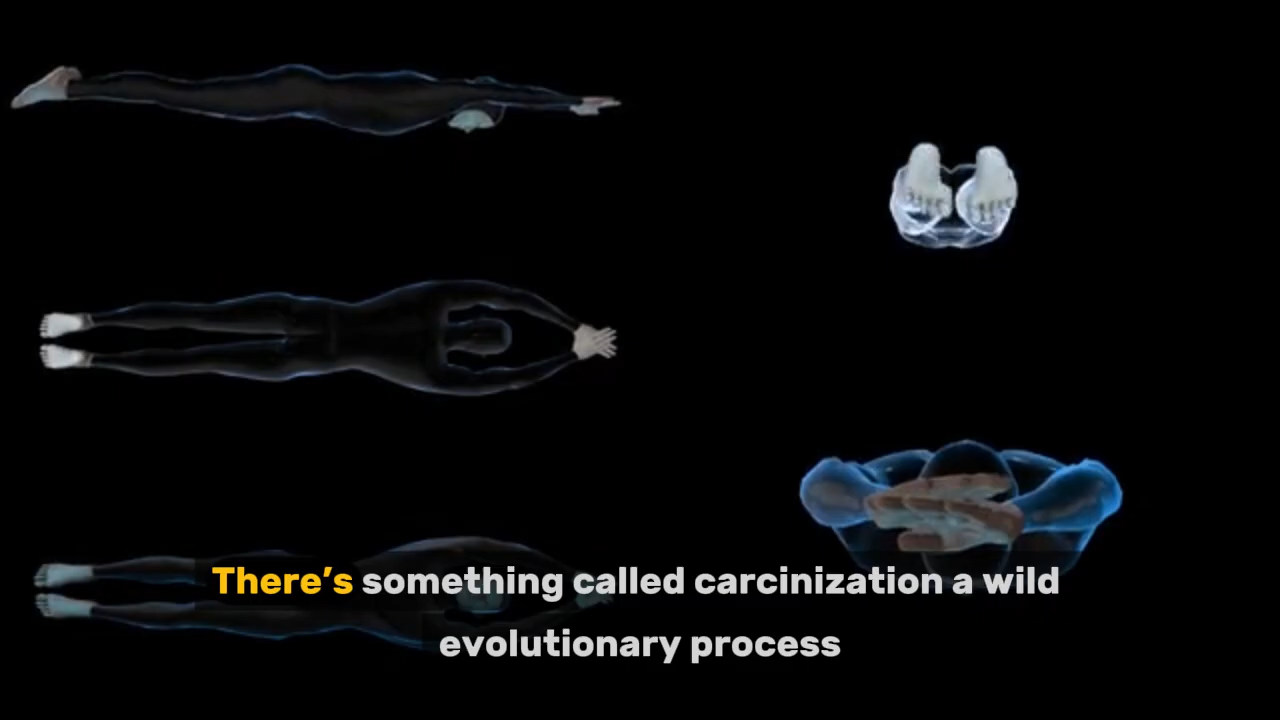 There’s something called carcinization a wild
evolutionary process